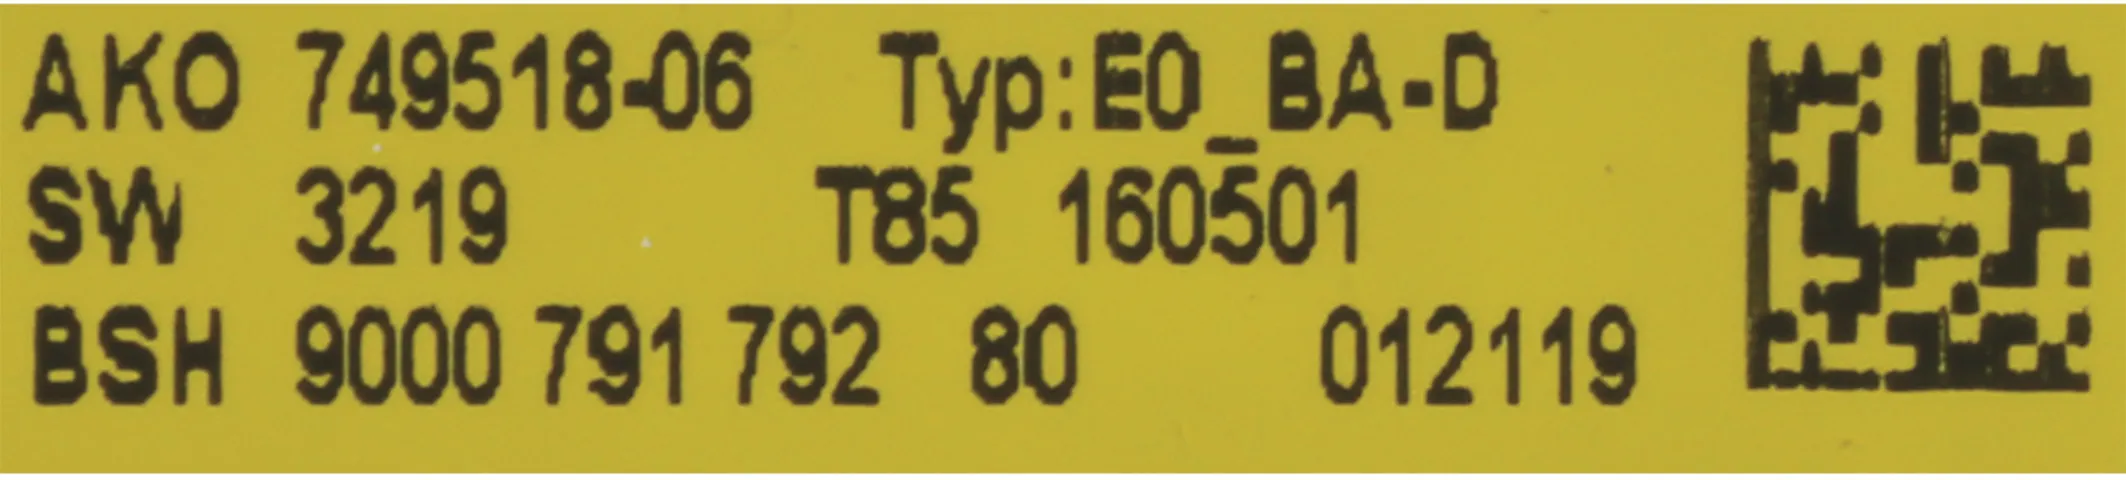 AKO 749518-06 Typ:E0_BA-D
SW 3219 T85 160501
BSH 9000 791 792 80 012119